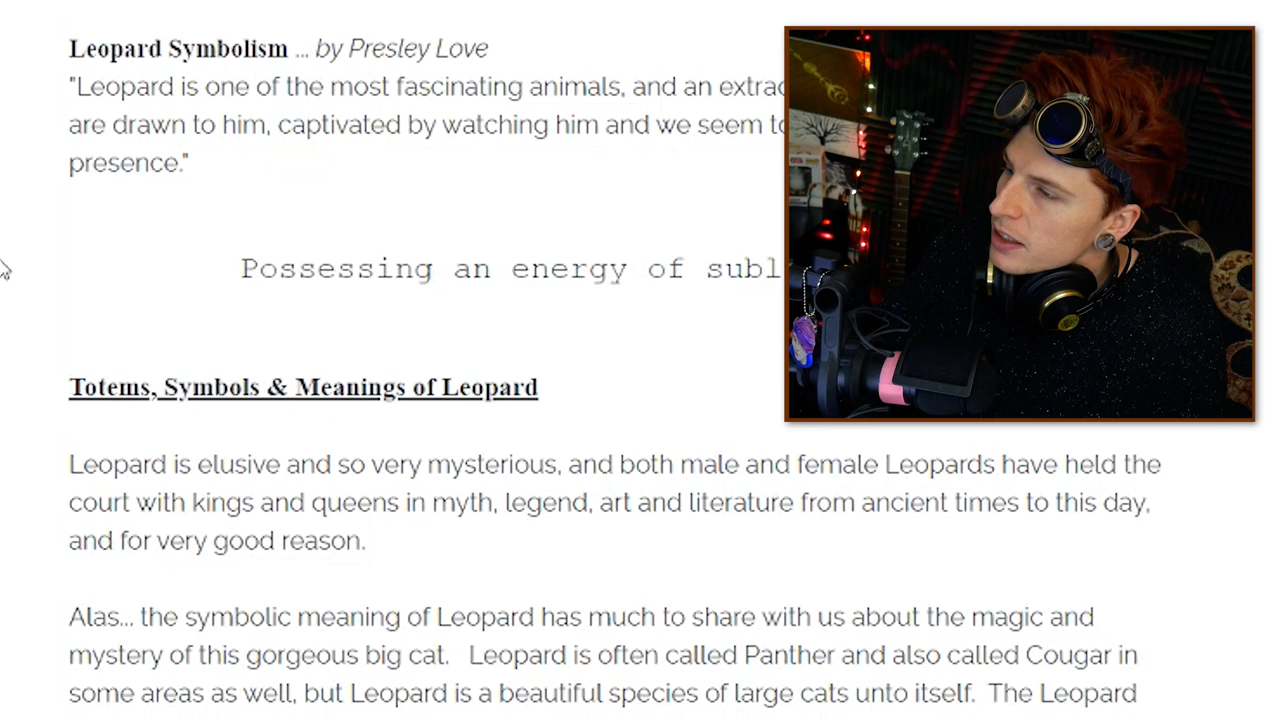 Leopard Symbolism ... by Presley Love
"Leopard is one of the most fascinating animals, and an
are drawn to him, captivated by watching him and we seem
presence."
Possessing an energy of
Totems, Symbols & Meanings of Leopard
Leopard is elusive and so very mysterious, and both male and female Leopards have held the
court with kings and queens in myth, legend, art and literature from ancient times to this day,
and for very good reason.
Alas... the symbolic meaning of Leopard has much to share with us about the magic and
mystery of this gorgeous big cat. Leopard is often called Panther and also called Cougar in
some areas as well, but Leopard is a beautiful species of large cats unto itself. The Leopard